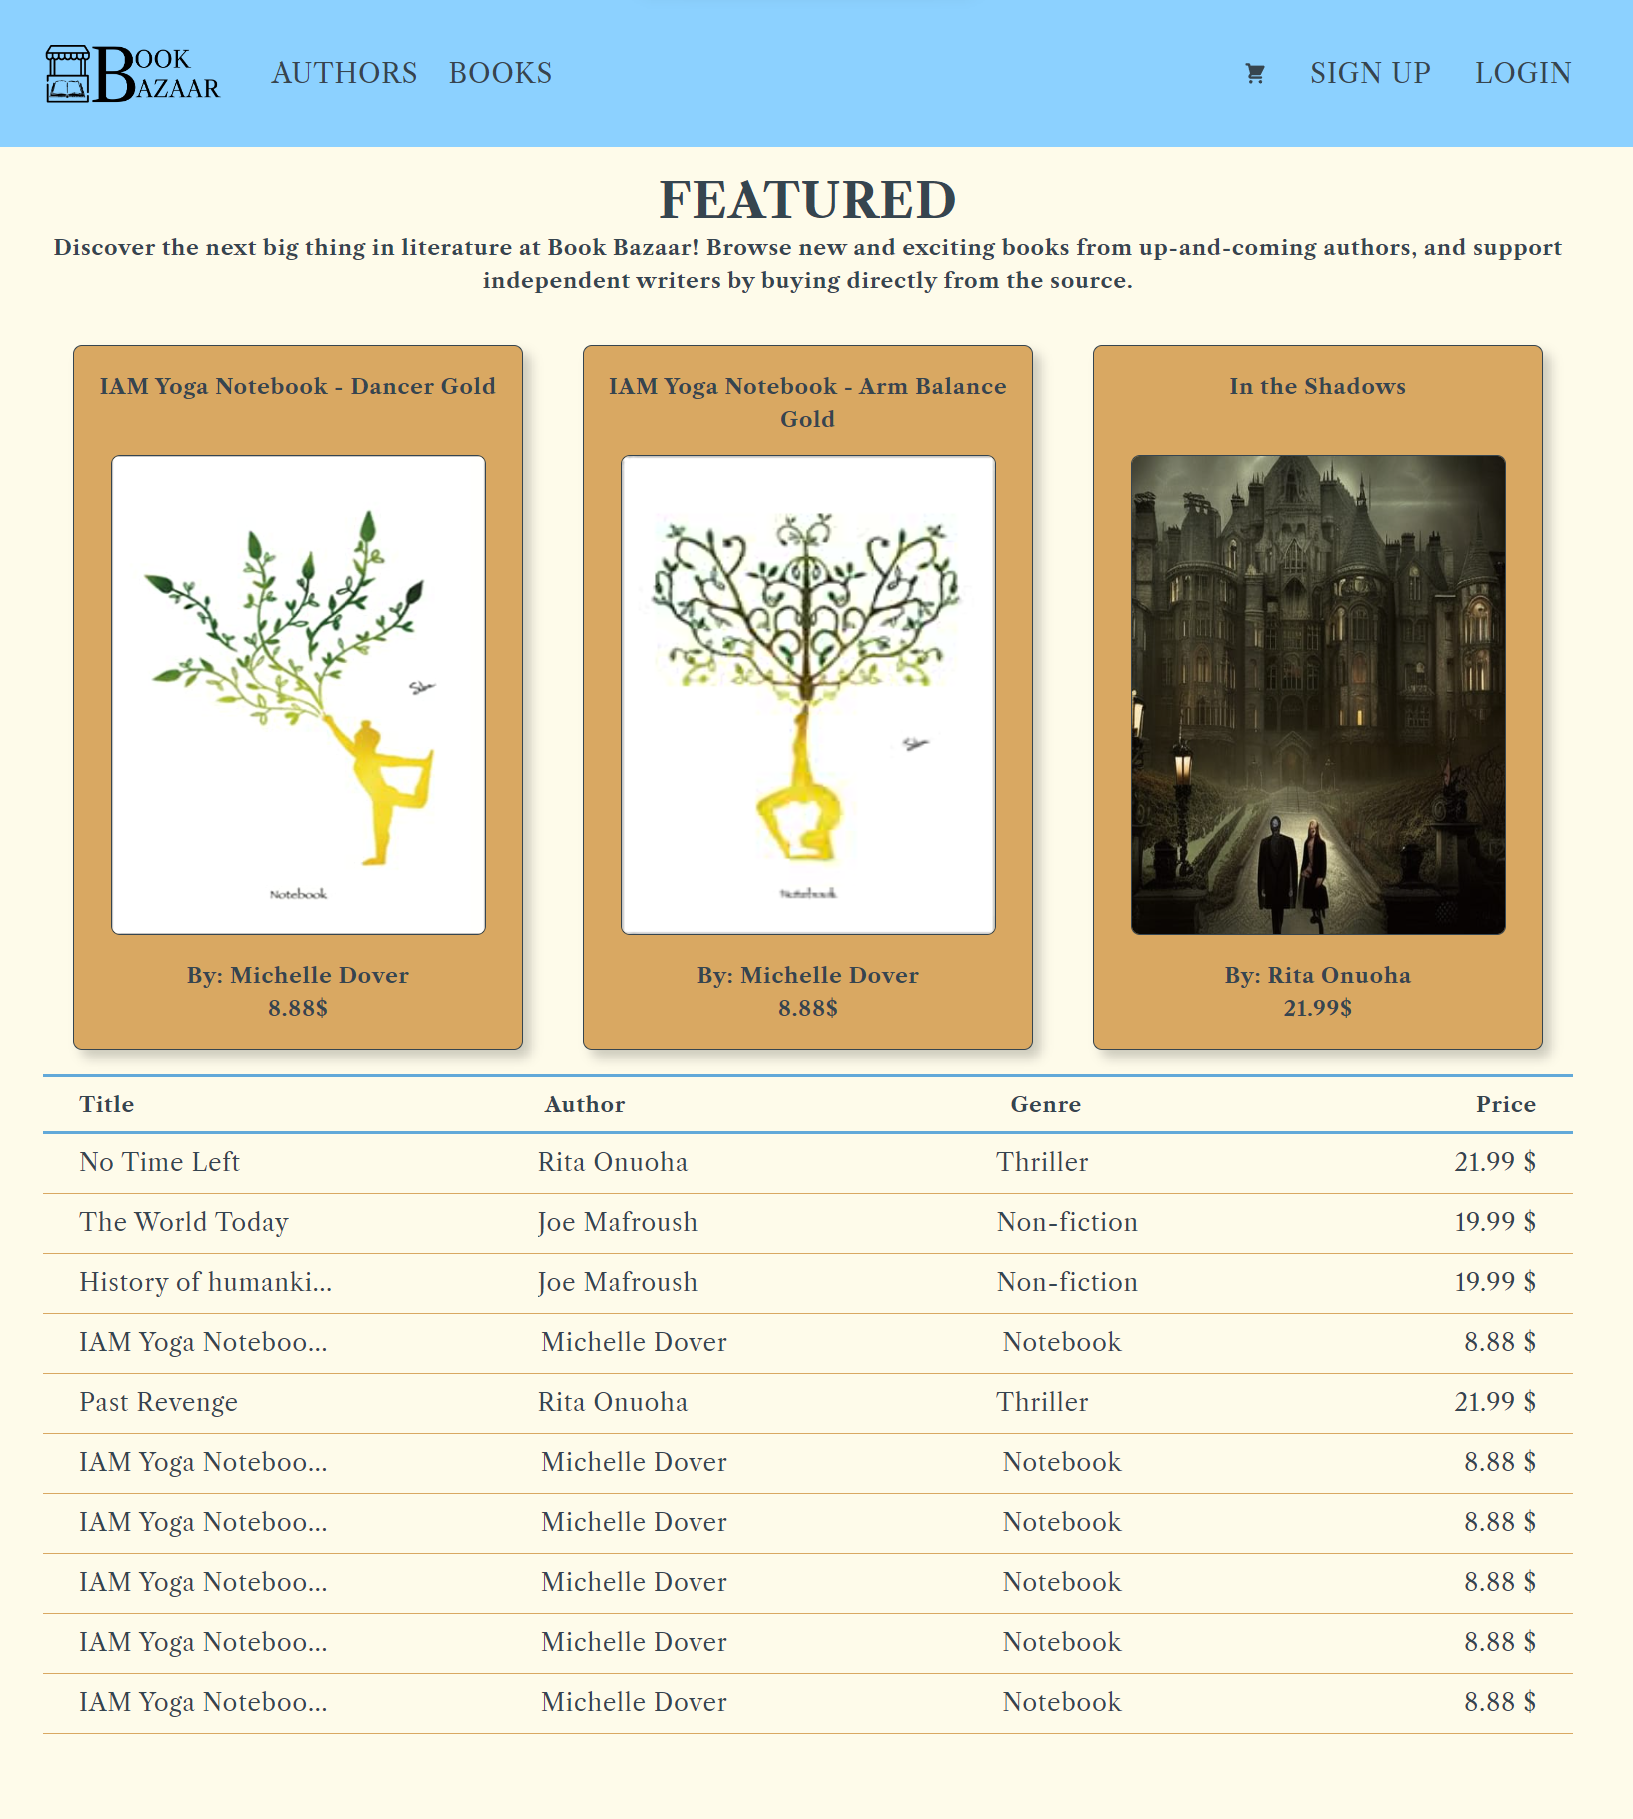 BOOK
BAZAAR
AUTHORS
BOOKS
SIGN UP
LOGIN
FEATURED
Discover the next big thing in literature at Book Bazaar! Browse new and exciting books from up-and-coming authors, and support
independent writers by buying directly from the source.
IAM Yoga Notebook - Dancer Gold
Notebook
By: Michelle Dover
8.88$
IAM Yoga Notebook - Arm Balance
Gold
Notebook
By: Michelle Dover
8.88$
In the Shadows
By: Rita Onuoha
21.99$
Title Author Genre Price
No Time Left Rita Onuoha Thriller 21.99 $
The World Today Joe Mafroush Non-fiction 19.99 $
History of humanki... Joe Mafroush Non-fiction 19.99 $
IAM Yoga Noteboo... Michelle Dover Notebook 8.88 $
Past Revenge Rita Onuoha Thriller 21.99 $
IAM Yoga Noteboo... Michelle Dover Notebook 8.88 $
IAM Yoga Noteboo... Michelle Dover Notebook 8.88 $
IAM Yoga Noteboo... Michelle Dover Notebook 8.88 $
IAM Yoga Noteboo... Michelle Dover Notebook 8.88 $
IAM Yoga Noteboo... Michelle Dover Notebook 8.88 $